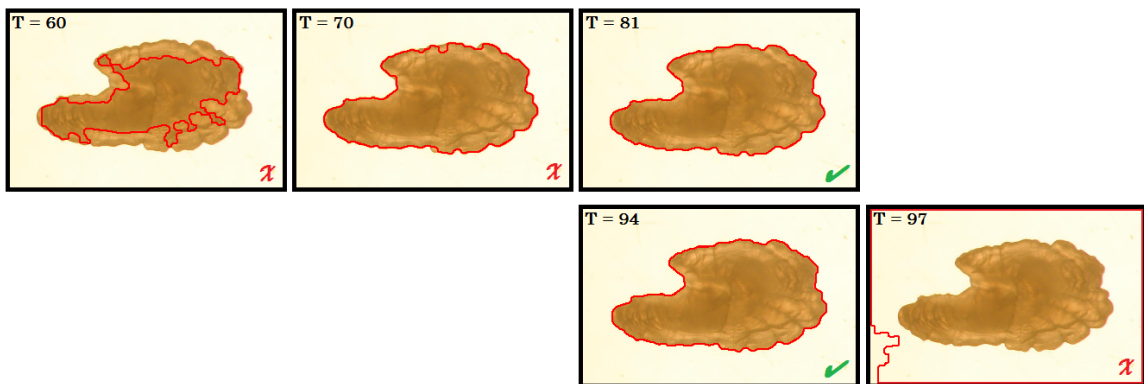 T = 60
T = 70
T = 81
T = 94
T = 97